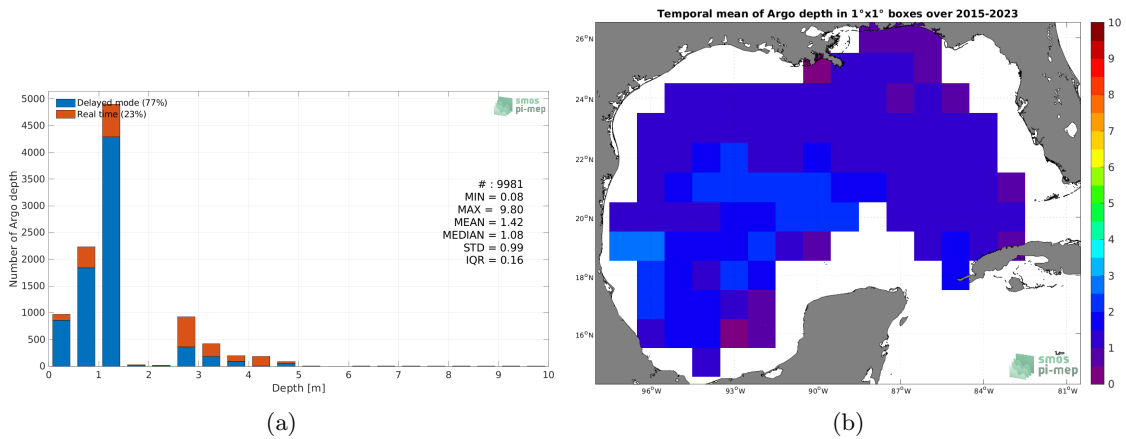 Delayed mode (77%)
Real time (23%)
smos
pi-mep
# : 9981
MIN = 0.08
MAX = 9.80
MEAN = 1.42
MEDIAN = 1.08
STD = 0.99
IQR = 0.16
Number of Argo depth
5000
4500
4000
3500
3000
2500
2000
1500
1000
500
0
0 1 2 3 4 5 6 7 8 9 10
Depth [m]
(a)
Temporal mean of Argo depth in 1°x1° boxes over 2015-2023
26°N
24°N
22°N
20°N
18°N
16°N
96°W 93°W 90°W 87°W 84°W 81°W
smos
pi-mep
10
9
8
7
6
5
4
3
2
1
0
(b)